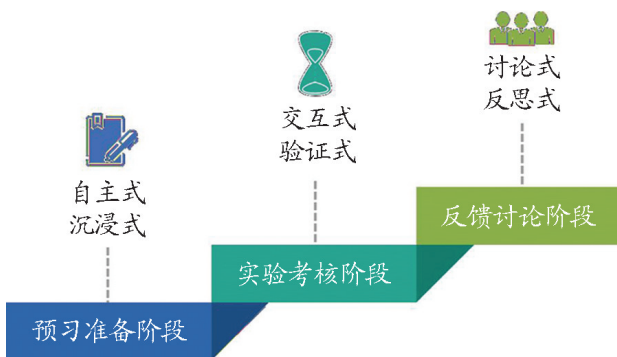 自主式
沉浸式
预习准备阶段
交互式
验证式
实验考核阶段
讨论式
反思式
反馈讨论阶段